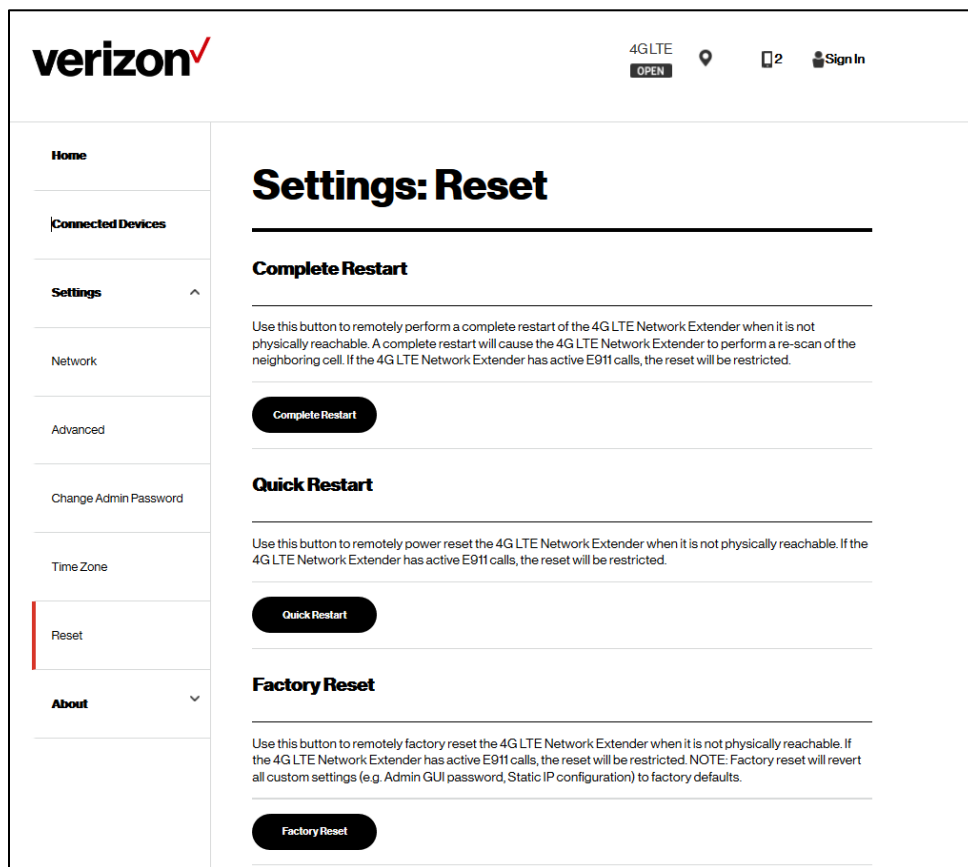 verizon
4G LTE
OPEN
2
Sign In
Home
Connected Devices
Settings
Network
Advanced
Change Admin Password
Time Zone
Reset
About
Settings: Reset
Complete Restart
Use this button to remotely perform a complete restart of the 4G LTE Network Extender when it is not
physically reachable. A complete restart will cause the 4G LTE Network Extender to perform a re-scan of the
neighboring cell. If the 4G LTE Network Extender has active E911 calls, the reset will be restricted.
Complete Restart
Quick Restart
Use this button to remotely power reset the 4G LTE Network Extender when it is not physically reachable. If the
4G LTE Network Extender has active E911 calls, the reset will be restricted.
Quick Restart
Factory Reset
Use this button to remotely factory reset the 4G LTE Network Extender when it is not physically reachable. If
the 4G LTE Network Extender has active E911 calls, the reset will be restricted. NOTE: Factory reset will revert
all custom settings (e.g. Admin GUI password, Static IP configuration) to factory defaults.
Factory Reset